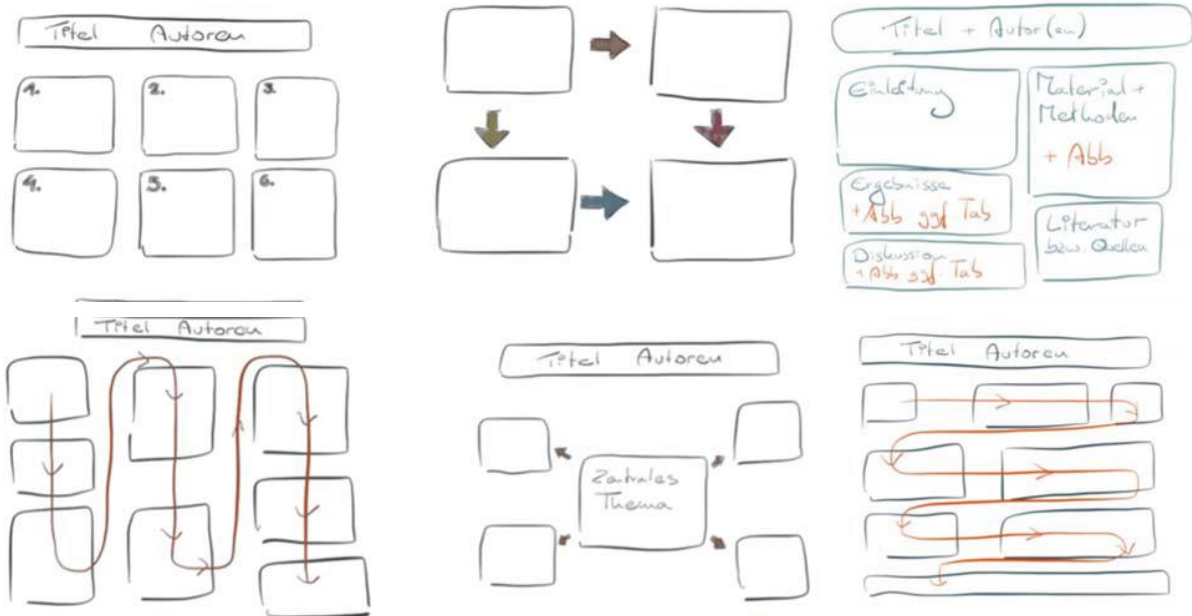 Titel Autoren
1.
2.
3.
4.
5.
6.
Titel + Autor(en)
Einleitung
Material +
Methoden
+ Abb
Ergebnisse
+ Abb ggf Tab
Diskussion
+ Abb ggf. Tab
Literatur
bzw. Quellen
Titel Autoren
Titel Autoren
Zentrales
Thema
Titel Autoren